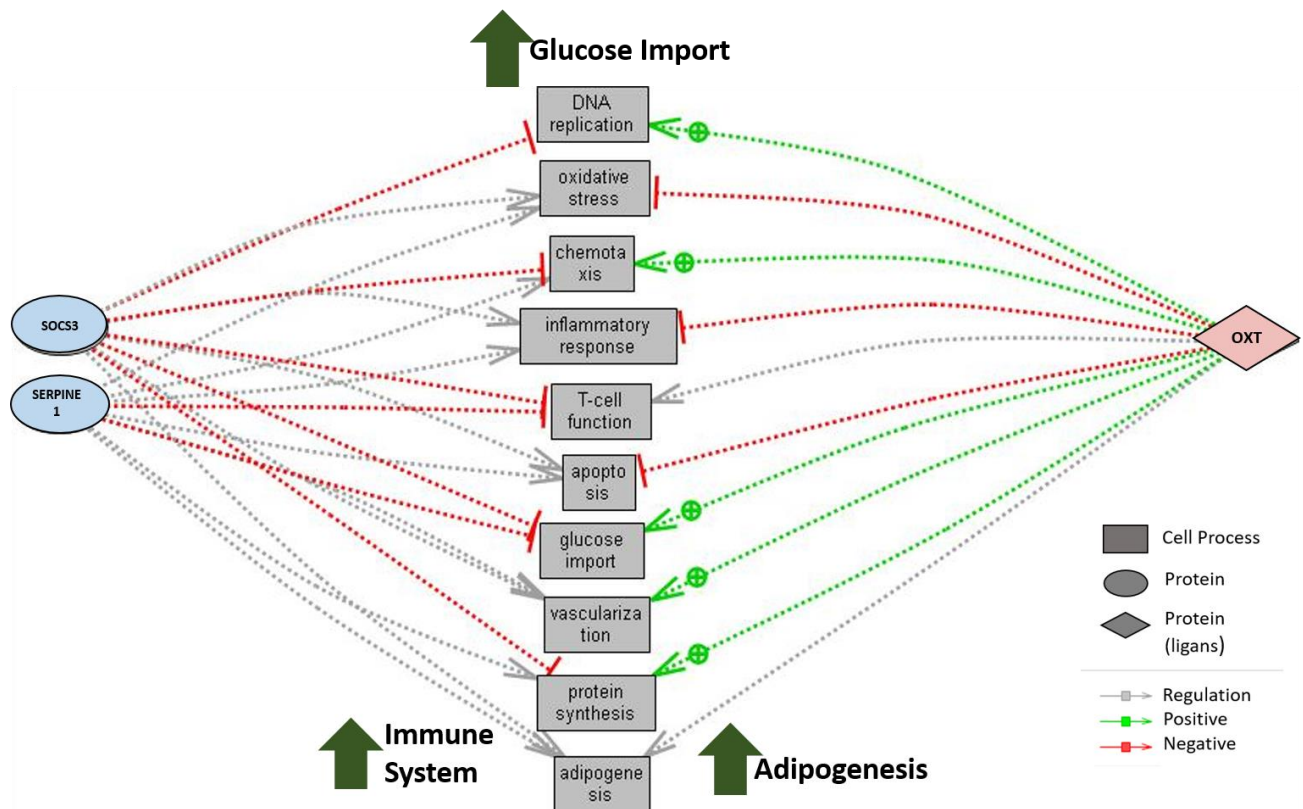 Glucose Import
DNA
replication
oxidative
stress
chemota
xis
SOCS3
inflammatory
response
OXT
SERPINE
1
T-cell
function
apopto
sis
glucose
import
Cell Process
Protein
vasculariza
tion
Protein
(ligans)
protein
synthesis
Regulation
Positive
Negative
Immune
System
adipogene
sis
Adipogenesis